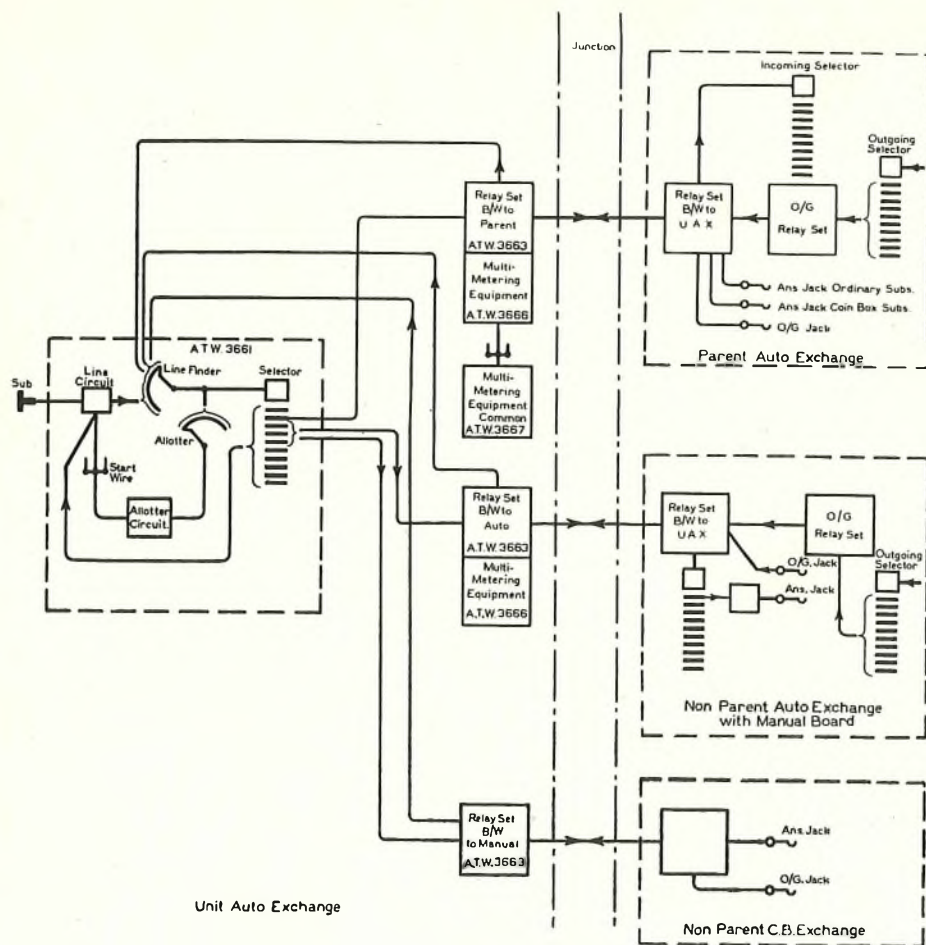 Junction
Incoming Selector
Outgoing
Selector
Relay Set
B/W to
Parent
A.T.W. 3663
Multi-
Metering
Equipment
A.T.W. 3666
Multi-
Metering
Equipment
Common
A.T.W. 3667
Relay Set
B/W to
U A X
O/G
Relay Set
Ans Jack Ordinary Subs.
Ans Jack Coin Box Subs.
O/G Jack
Parent Auto Exchange
A.T.W. 3661
Sub
Line
Circuit
Line Finder
Selector
Allotter
Start
Wire
Allotter
Circuit.
Relay Set
B/W to
Auto
A.T.W. 3663
Multi-
Metering
Equipment
A.T.W. 3666
Relay Set
B/W to
U A X
O/G
Relay Set
O/G. Jack
Ans. Jack
Outgoing
Selector
Non Parent Auto Exchange
with Manual Board
Relay Set
B/W
to Manual
A.T.W. 3663
Ans. Jack
O/G. Jack
Non Parent C.B. Exchange
Unit Auto Exchange